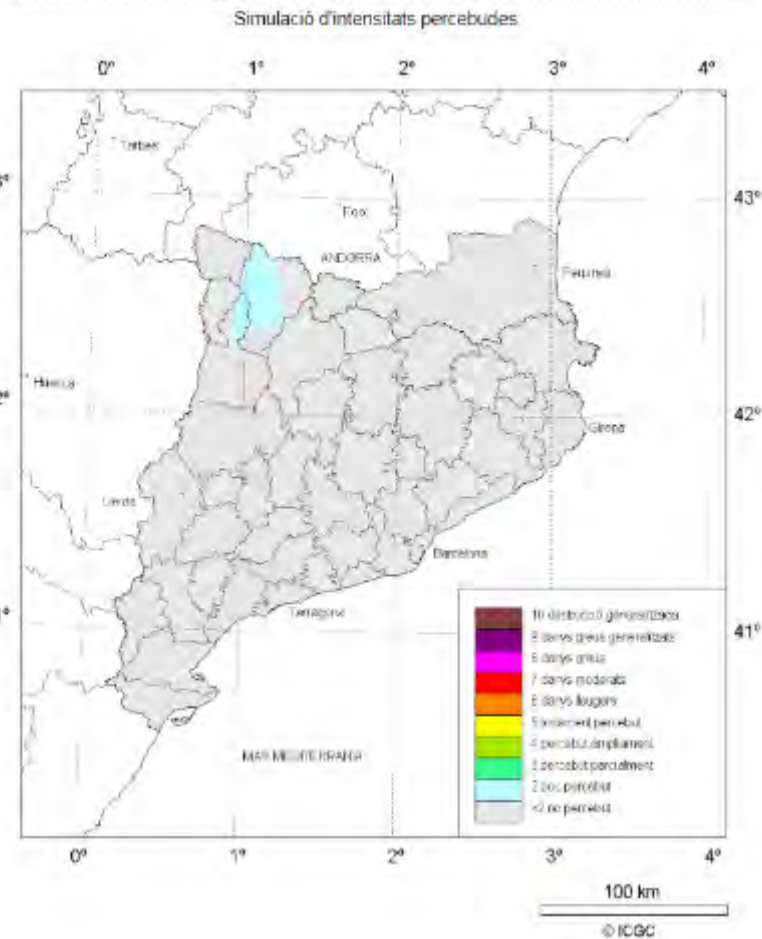 Simulació d'intensitats percebudes
0° 1° 2° 3° 4°
Tarbes
43°
Foix
ANDORRA
Huesca
42°
Girona
Lleida
Barcelona
Tarragona
41°
MAR MEDITERRÀNIA
10 destrucció generalitzada
9 danys greus generalitzats
8 danys greus
7 danys moderats
6 danys lleugers
5 àmpliament percebut
4 percebut àmpliament
3 percebut parcialment
2 poc percebut
<2 no percebut
0° 1° 2° 3° 4°
100 km
© ICGC